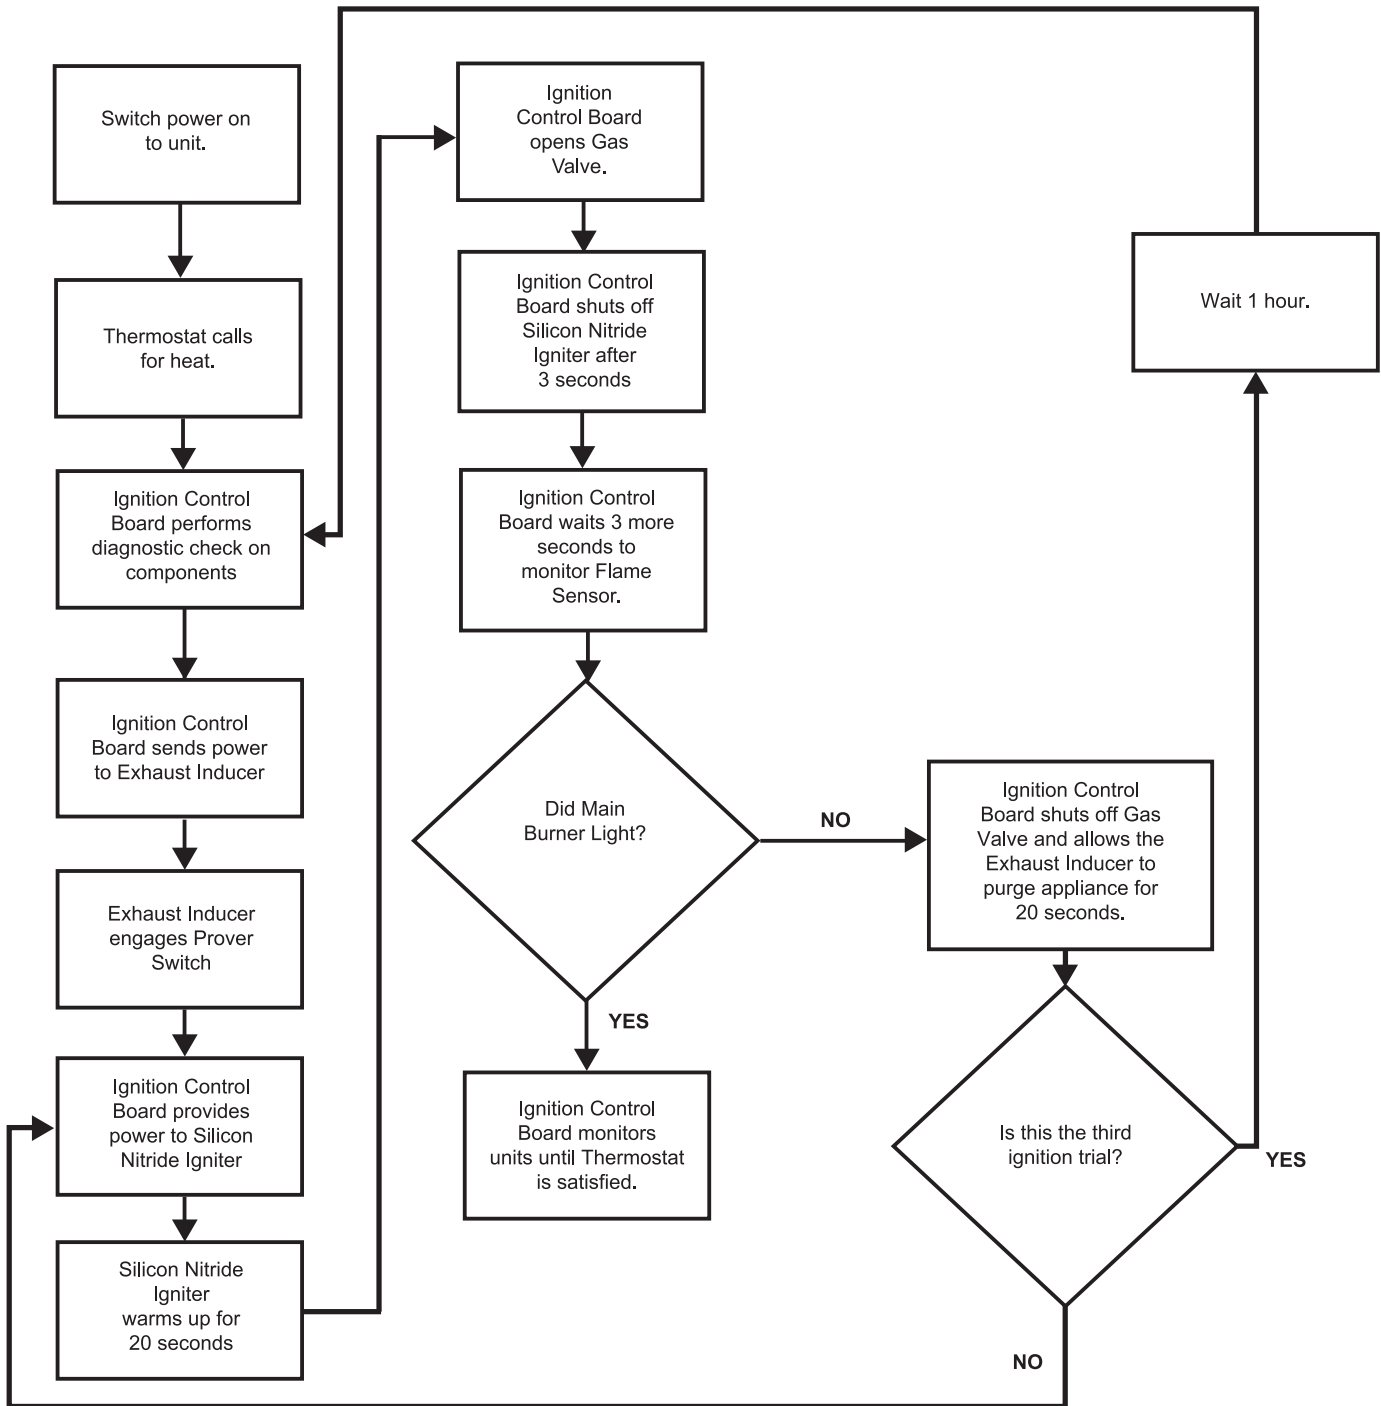 Switch power on
to unit.
Thermostat calls
for heat.
Ignition Control
Board performs
diagnostic check on
components
Ignition Control
Board sends power
to Exhaust Inducer
Exhaust Inducer
engages Prover
Switch
Ignition Control
Board provides
power to Silicon
Nitride Igniter
Silicon Nitride
Igniter
warms up for
20 seconds
Ignition
Control Board
opens Gas
Valve.
Ignition Control
Board shuts off
Silicon Nitride
Igniter after
3 seconds
Ignition Control
Board waits 3 more
seconds to
monitor Flame
Sensor.
Did Main
Burner Light?
YES
Ignition Control
Board monitors
units until Thermostat
is satisfied.
NO
Ignition Control
Board shuts off Gas
Valve and allows the
Exhaust Inducer to
purge appliance for
20 seconds.
Is this the third
ignition trial?
YES
NO
Wait 1 hour.